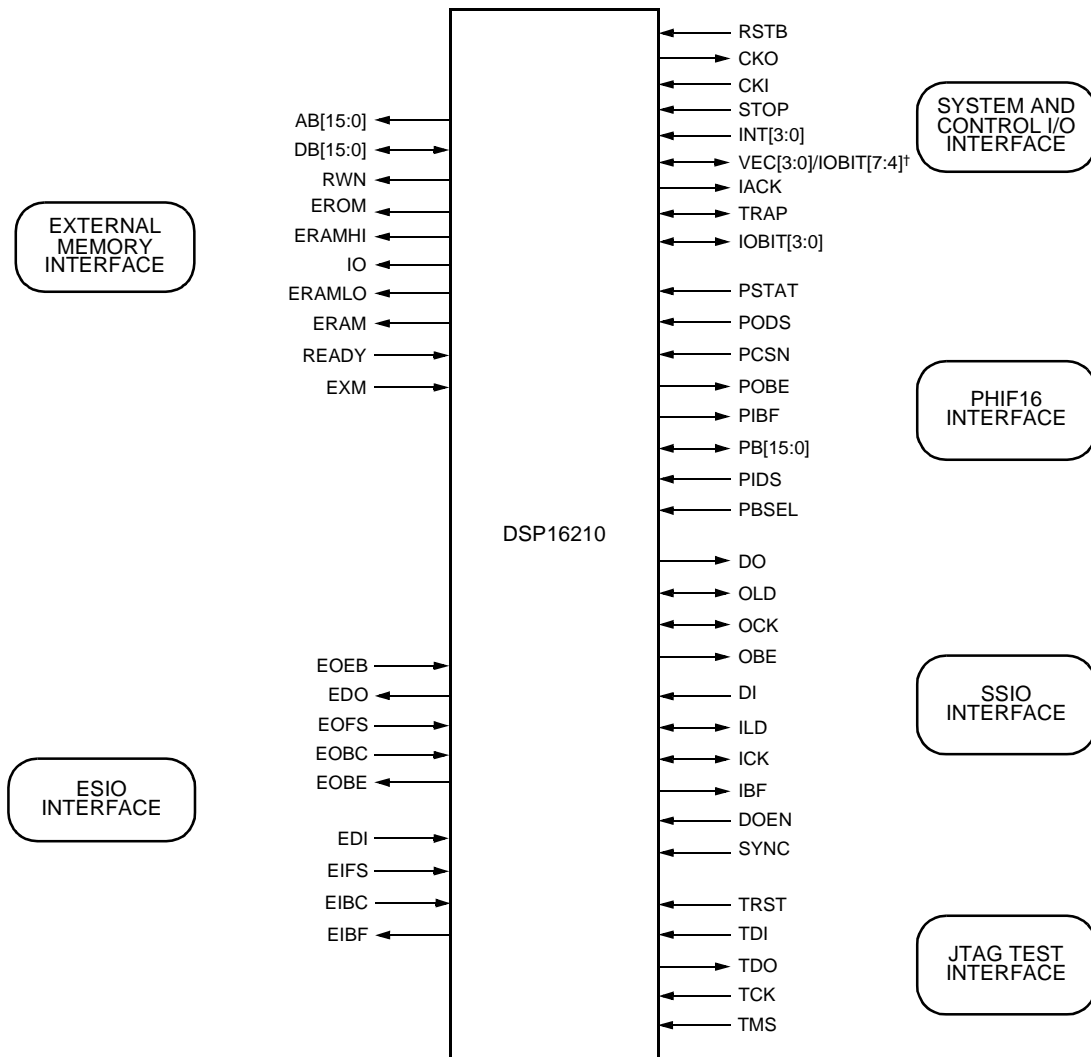 EXTERNAL
MEMORY
INTERFACE
AB[15:0]
DB[15:0]
RWN
EROM
ERAMHI
IO
ERAMLO
ERAM
READY
EXM
ESIO
INTERFACE
EOEB
EDO
EOFS
EOBC
EOBE
EDI
EIFS
EIBC
EIBF
DSP16210
RSTB
CKO
CKI
STOP
INT[3:0]
VEC[3:0]/IOBIT[7:4]†
IACK
TRAP
IOBIT[3:0]
SYSTEM AND
CONTROL I/O
INTERFACE
PSTAT
PODS
PCSN
POBE
PIBF
PB[15:0]
PIDS
PBSEL
PHIF16
INTERFACE
DO
OLD
OCK
OBE
DI
ILD
ICK
IBF
DOEN
SYNC
SSIO
INTERFACE
TRST
TDI
TDO
TCK
TMS
JTAG TEST
INTERFACE